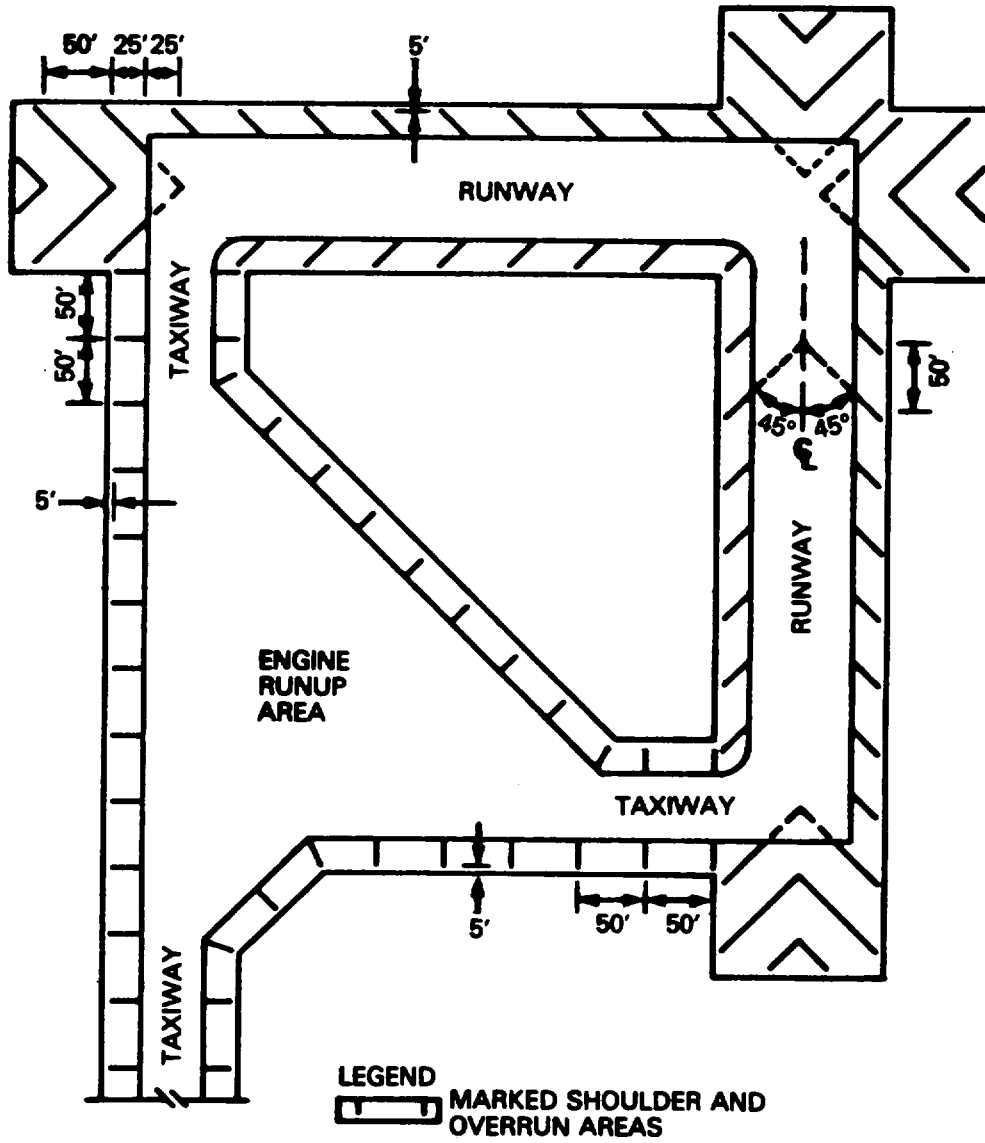 50' 25' 25'
5'
RUNWAY
TAXIWAY
50'
50'
50'
45° 45°
℄
5'
RUNWAY
ENGINE
RUNUP
AREA
TAXIWAY
5'
50' 50'
TAXIWAY
LEGEND
MARKED SHOULDER AND
OVERRUN AREAS